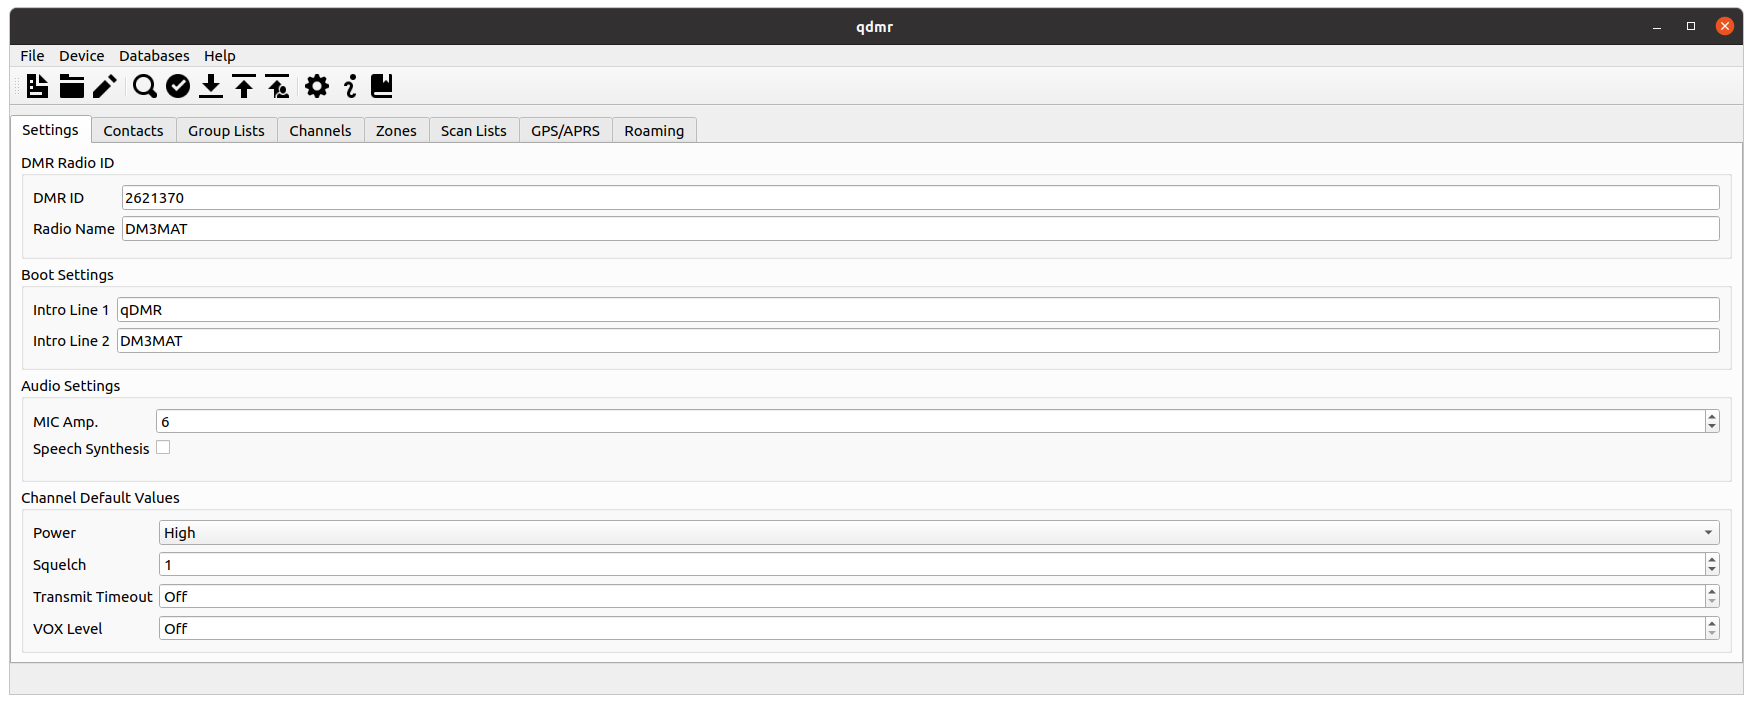 qdmr
File Device Databases Help
Settings Contacts Group Lists Channels Zones Scan Lists GPS/APRS Roaming
DMR Radio ID
DMR ID 2621370
Radio Name DM3MAT
Boot Settings
Intro Line 1 qDMR
Intro Line 2 DM3MAT
Audio Settings
MIC Amp. 6
Speech Synthesis
Channel Default Values
Power High
Squelch 1
Transmit Timeout Off
VOX Level Off